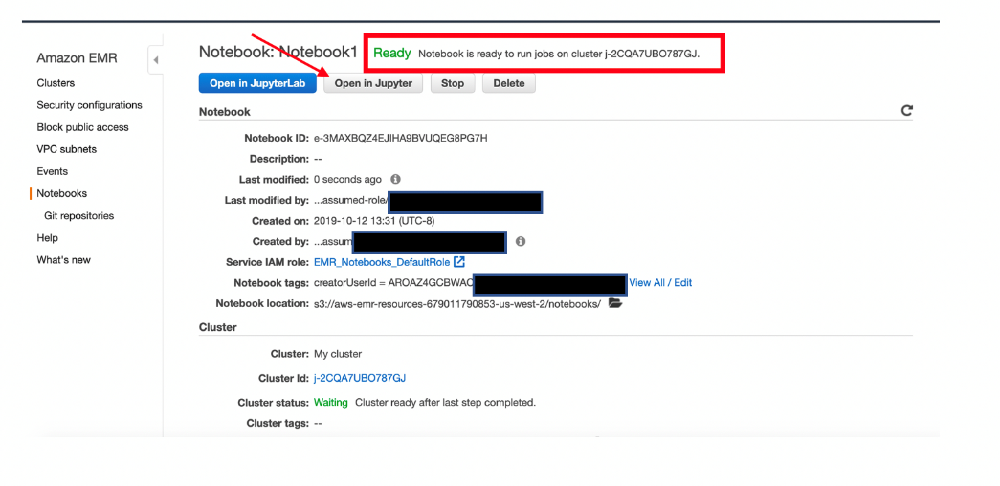 Amazon EMR
Clusters
Security configurations
Block public access
VPC subnets
Events
Notebooks
Git repositories
Help
What's new
Notebook: Notebook1 Ready Notebook is ready to run jobs on cluster j-2CQA7UBO787GJ.
Open in JupyterLab Open in Jupyter Stop Delete
Notebook
Notebook ID: e-3MAXBQZ4EJIHA9BVUQEG8PG7H
Description: --
Last modified: 0 seconds ago
Last modified by: ...assumed-role/
Created on: 2019-10-12 13:31 (UTC-8)
Created by: ...assum
Service IAM role: EMR_Notebooks_DefaultRole
Notebook tags: creatorUserId = AROAZ4GCBWAC View All / Edit
Notebook location: s3://aws-emr-resources-679011790853-us-west-2/notebooks/
Cluster
Cluster: My cluster
Cluster Id: j-2CQA7UBO787GJ
Cluster status: Waiting Cluster ready after last step completed.
Cluster tags: --